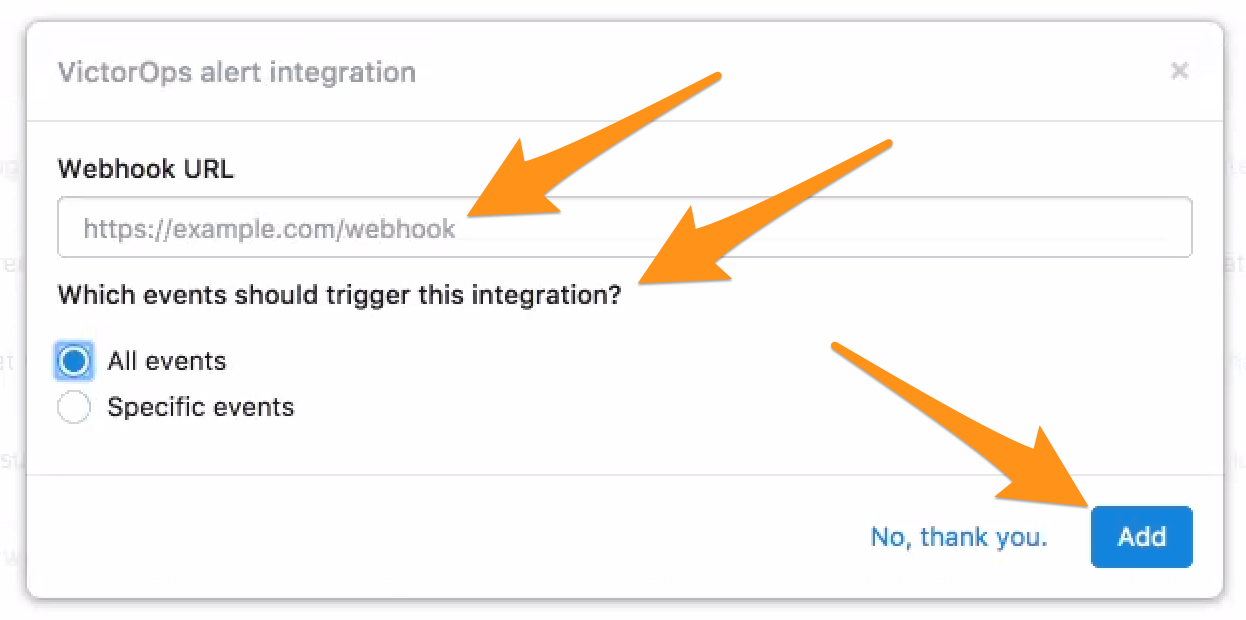 VictorOps alert integration
×
Webhook URL
https://example.com/webhook
Which events should trigger this integration?
All events
Specific events
No, thank you.
Add